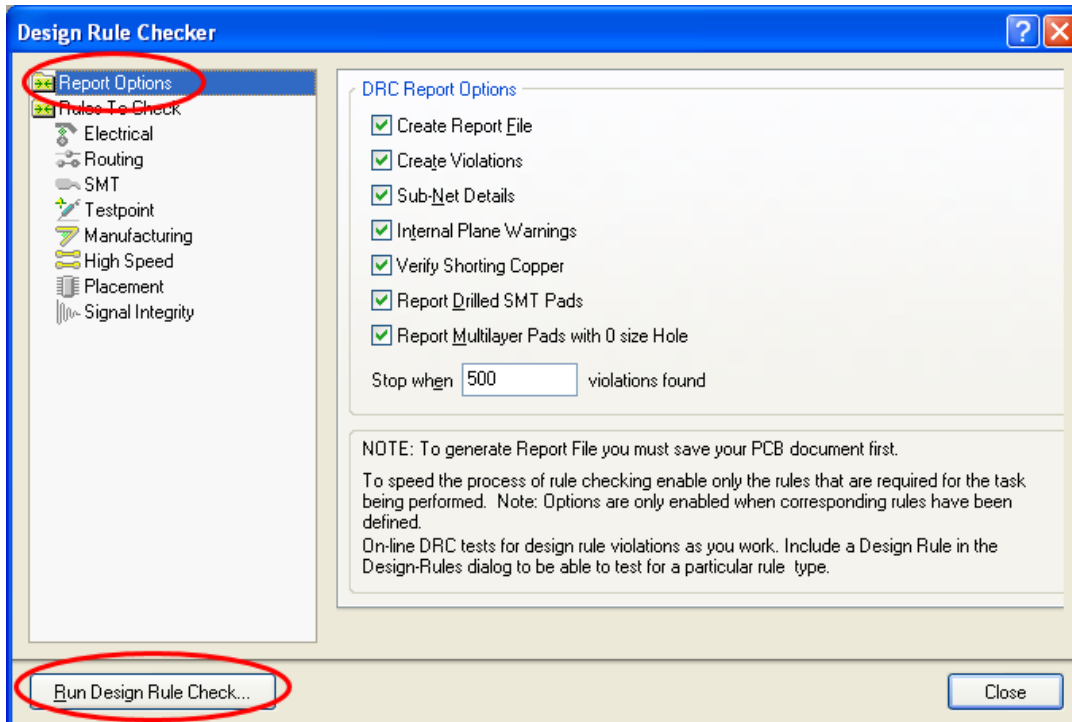 Design Rule Checker
Report Options
Rules To Check
Electrical
Routing
SMT
Testpoint
Manufacturing
High Speed
Placement
Signal Integrity
DRC Report Options
Create Report File
Create Violations
Sub-Net Details
Internal Plane Warnings
Verify Shorting Copper
Report Drilled SMT Pads
Report Multilayer Pads with 0 size Hole
Stop when 500 violations found
NOTE: To generate Report File you must save your PCB document first.
To speed the process of rule checking enable only the rules that are required for the task
being performed. Note: Options are only enabled when corresponding rules have been
defined.
On-line DRC tests for design rule violations as you work. Include a Design Rule in the
Design-Rules dialog to be able to test for a particular rule type.
Run Design Rule Check...
Close